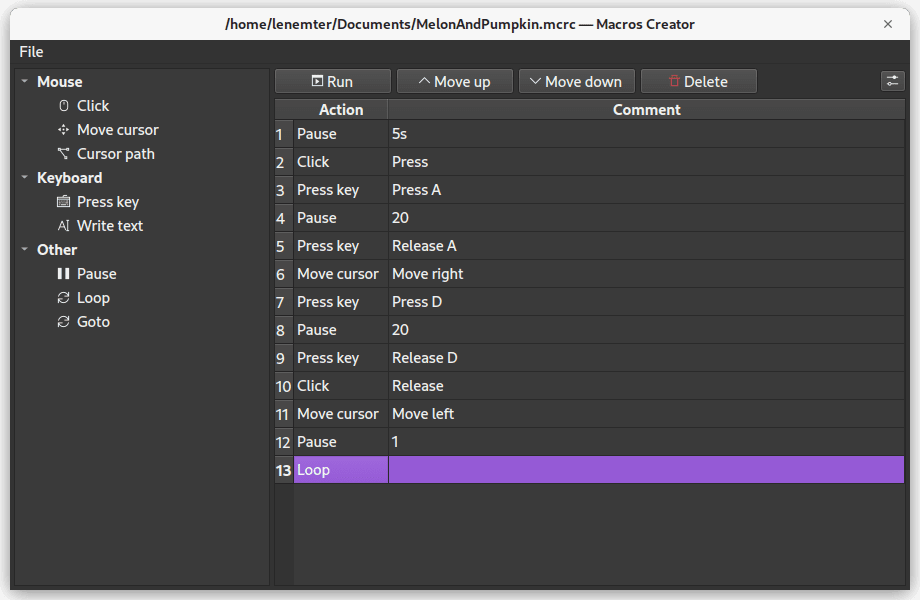 /home/lenemter/Documents/MelonAndPumpkin.mcrc — Macros Creator
File
Mouse
Click
Move cursor
Cursor path
Keyboard
Press key
Write text
Other
Pause
Loop
Goto
Run Move up Move down Delete
Action Comment
1 Pause 5s
2 Click Press
3 Press key Press A
4 Pause 20
5 Press key Release A
6 Move cursor Move right
7 Press key Press D
8 Pause 20
9 Press key Release D
10 Click Release
11 Move cursor Move left
12 Pause 1
13 Loop